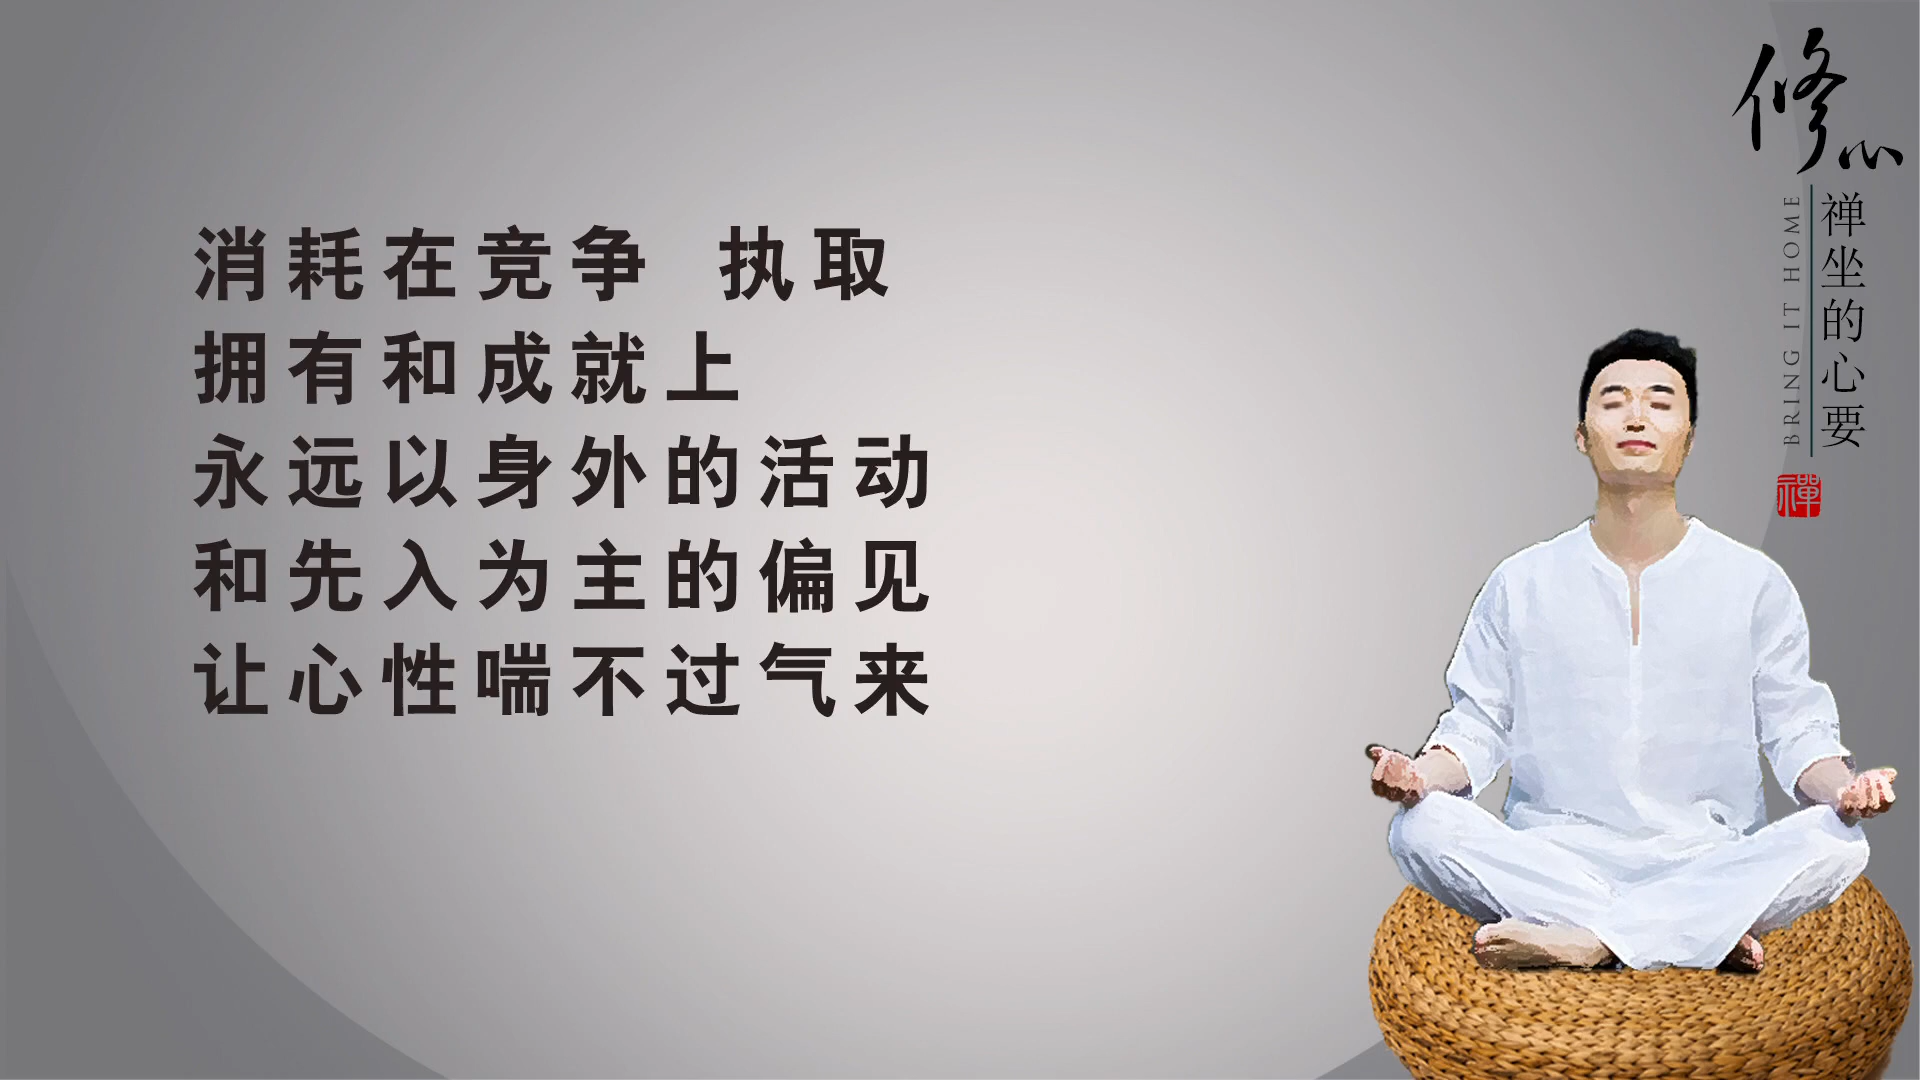 消耗在竞争 执取
拥有和成就上
永远以身外的活动
和先入为主的偏见
让心性喘不过气来
修心
禅坐的心要
BRING IT HOME
禪